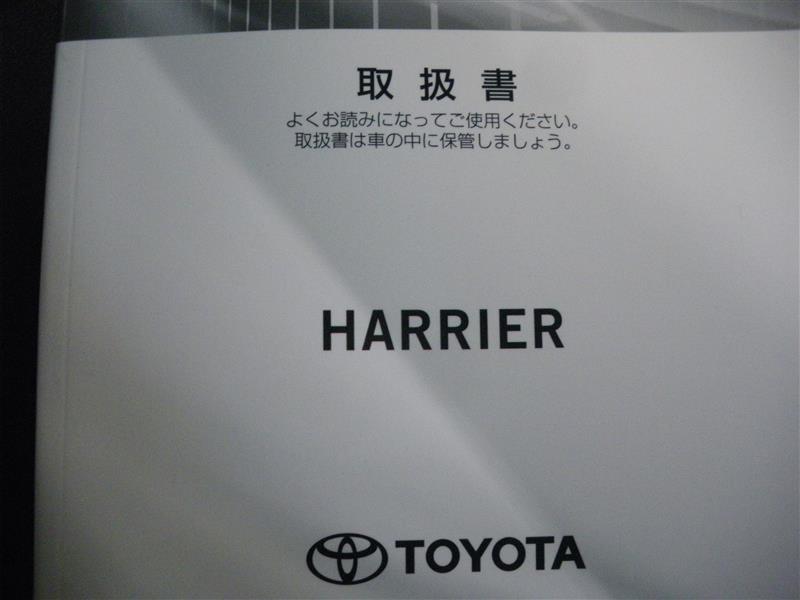 取扱書
よくお読みになってご使用ください。
取扱書は車の中に保管しましょう。
HARRIER
TOYOTA